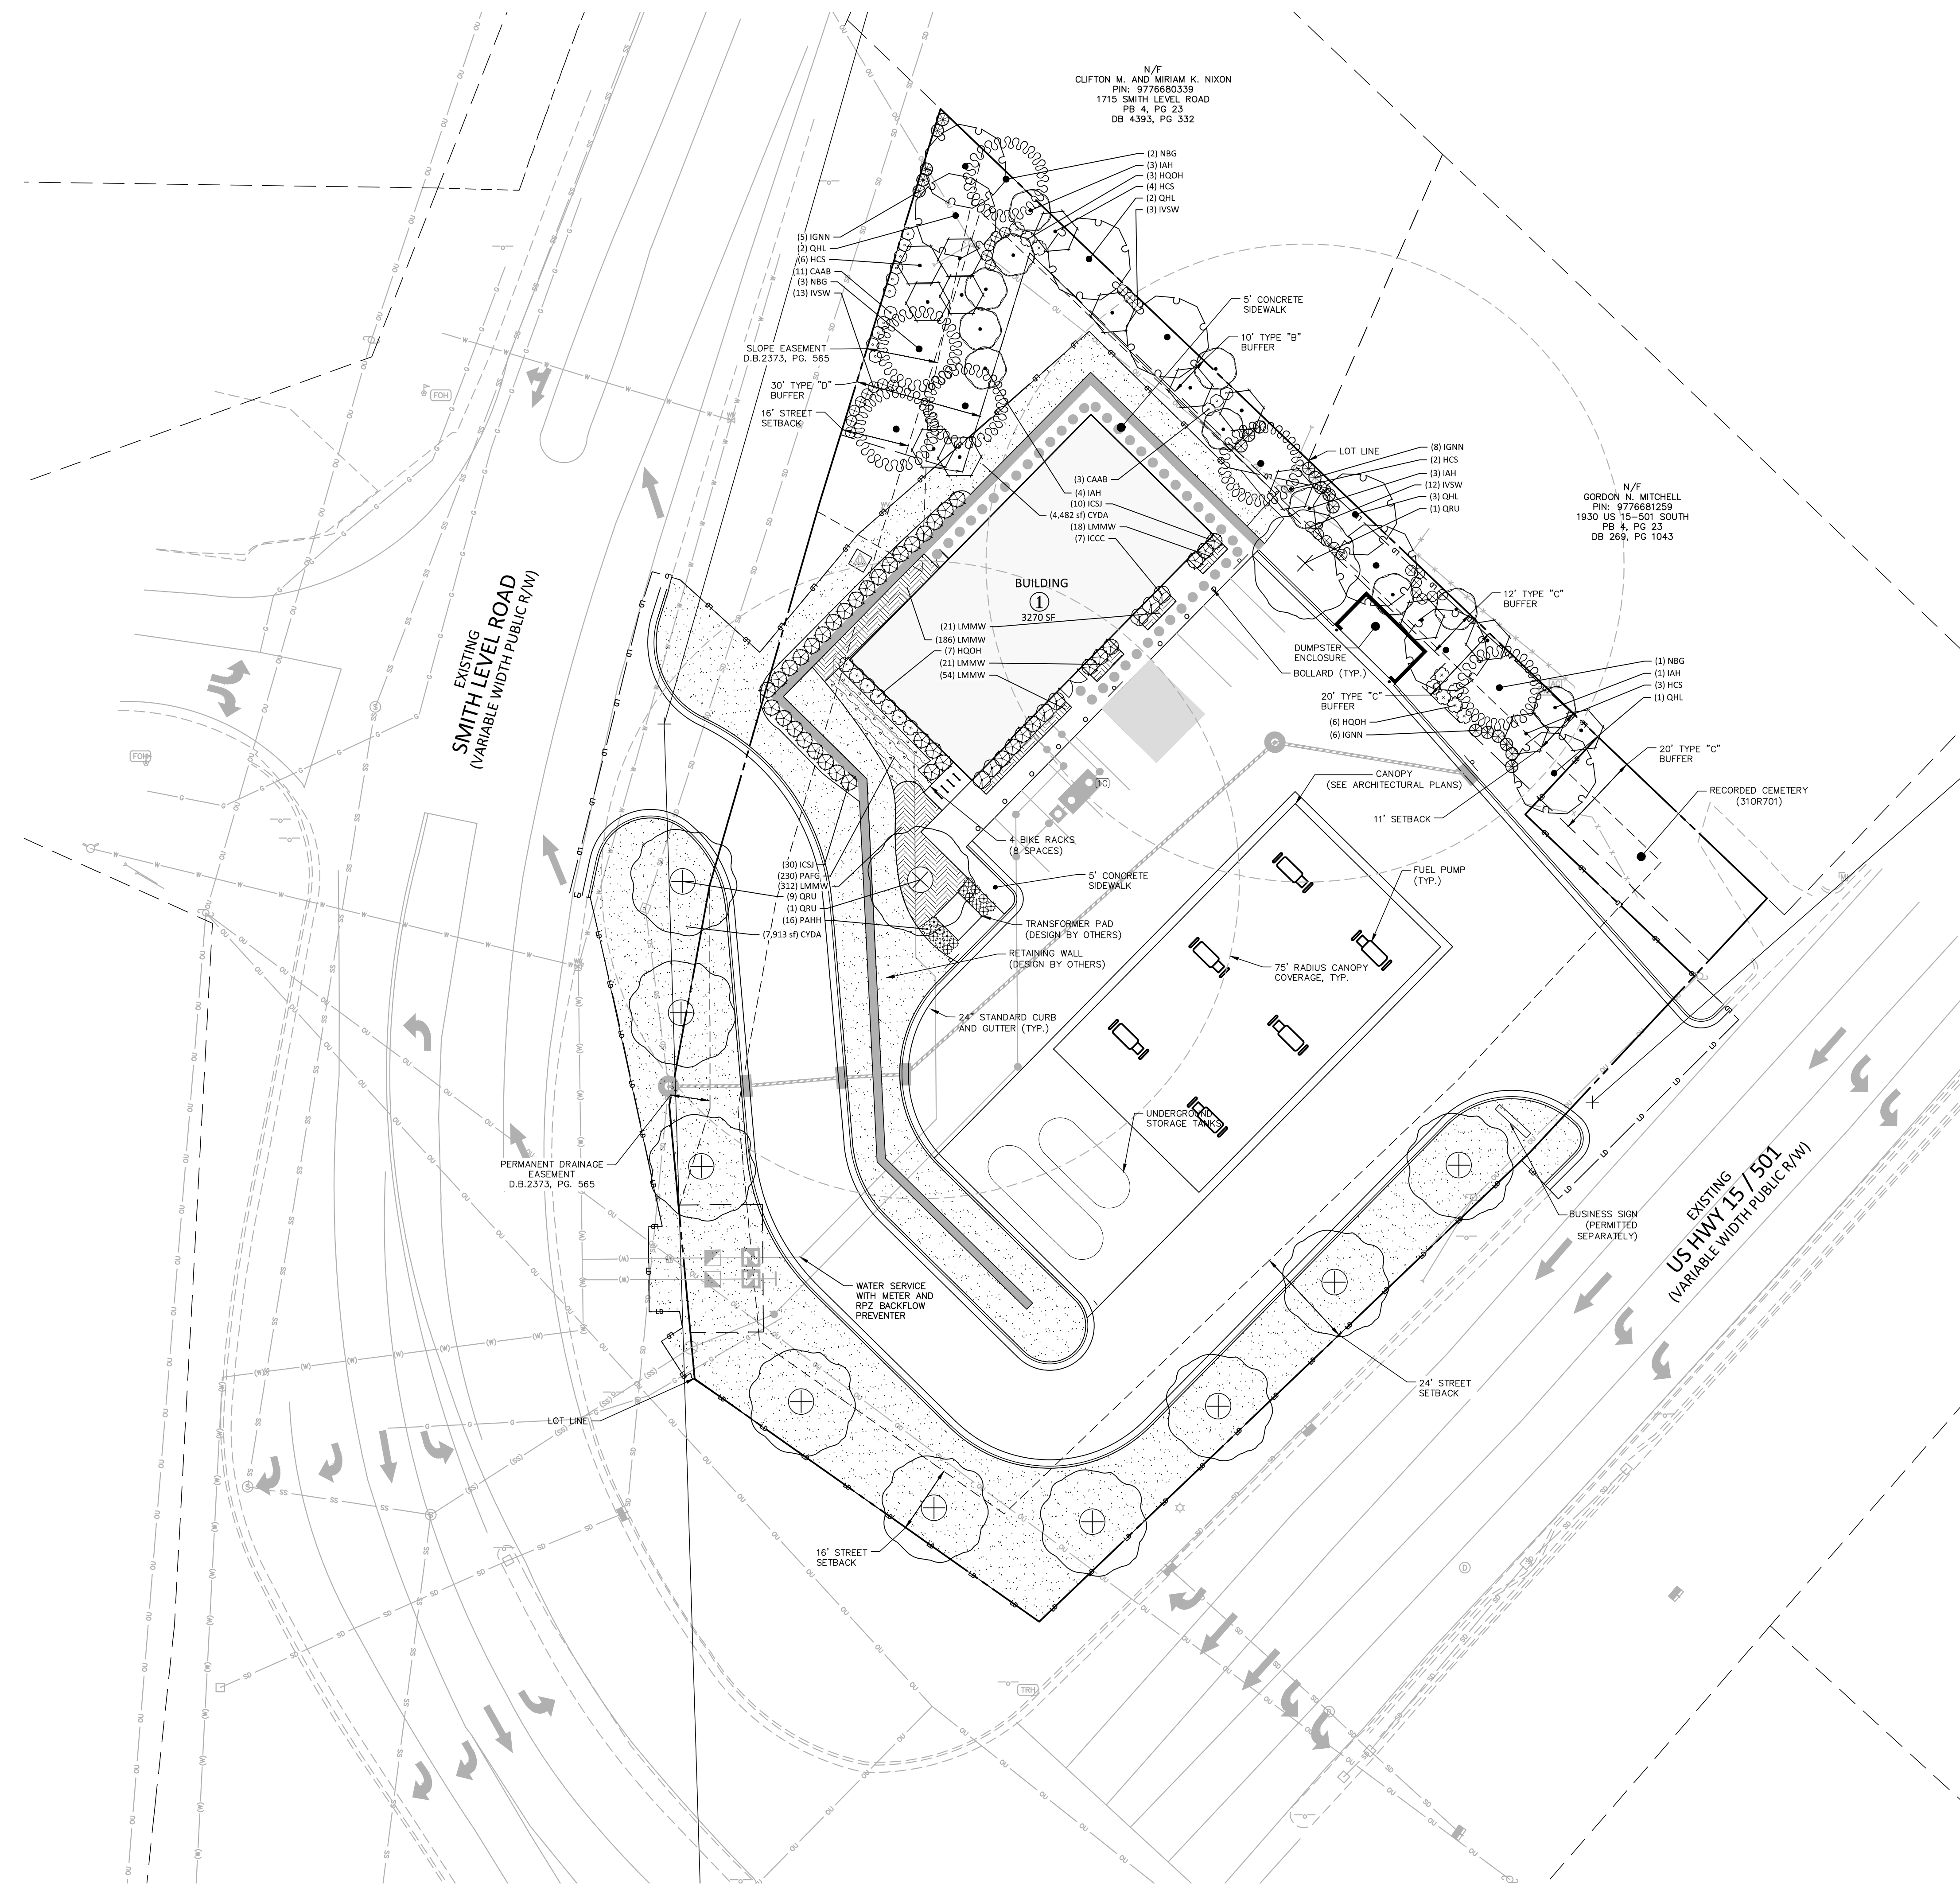 N/F
CLIFTON M. AND MIRIAM K. NIXON
PIN: 9776680339
1715 SMITH LEVEL ROAD
PB 4, PG 23
DB 4393, PG 332
(2) NBG
(3) IAH
(3) HQOH
(4) HCS
(2) QHL
(3) IVSW
(5) IGNN
(2) QHL
(6) HCS
(11) CAAB
(3) NBG
(13) IVSW
SLOPE EASEMENT
D.B.2373, PG. 565
30' TYPE "D"
BUFFER
16' STREET
SETBACK
5' CONCRETE
SIDEWALK
10' TYPE "B"
BUFFER
LOT LINE
(8) IGNN
(2) HCS
(3) IAH
(12) IVSW
(3) QHL
(1) QRU
N/F
GORDON N. MITCHELL
PIN: 9776681259
1930 US 15-501 SOUTH
PB 4, PG 23
DB 269, PG 1043
(3) CAAB
(4) IAH
(10) ICSJ
(4,482 sf) CYDA
(18) LMMW
(7) ICCC
BUILDING
1
3270 SF
(21) LMMW
(186) LMMW
(7) HQOH
(21) LMMW
(54) LMMW
DUMPSTER
ENCLOSURE
BOLLARD (TYP.)
12' TYPE "C"
BUFFER
20' TYPE "C"
BUFFER
(6) HQOH
(6) IGNN
(1) NBG
(1) IAH
(3) HCS
(1) QHL
20' TYPE "C"
BUFFER
RECORDED CEMETERY
(31OR701)
EXISTING
SMITH LEVEL ROAD
(VARIABLE WIDTH PUBLIC R/W)
CANOPY
(SEE ARCHITECTURAL PLANS)
11' SETBACK
4 BIKE RACKS
(8 SPACES)
(30) ICSJ
(230) PAFG
(312) LMMW
(9) QRU
(1) QRU
(16) PAHH
(7,913 sf) CYDA
5' CONCRETE
SIDEWALK
FUEL PUMP
(TYP.)
TRANSFORMER PAD
(DESIGN BY OTHERS)
RETAINING WALL
(DESIGN BY OTHERS)
75' RADIUS CANOPY
COVERAGE, TYP.
24" STANDARD CURB
AND GUTTER (TYP.)
UNDERGROUND
STORAGE TANKS
PERMANENT DRAINAGE
EASEMENT
D.B.2373, PG. 565
BUSINESS SIGN
(PERMITTED
SEPARATELY)
EXISTING
US HWY 15 / 501
(VARIABLE WIDTH PUBLIC R/W)
WATER SERVICE
WITH METER AND
RPZ BACKFLOW
PREVENTER
24' STREET
SETBACK
LOT LINE
16' STREET
SETBACK
FOH
FOH
TRH